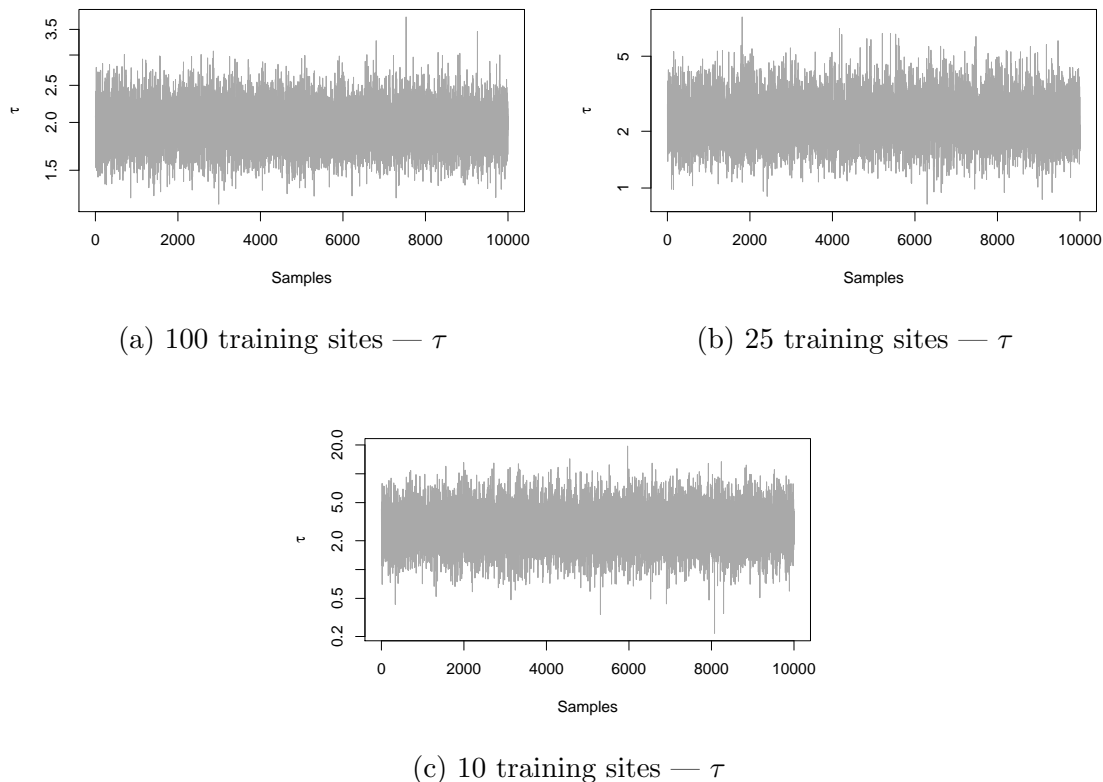 3.5
2.5
2.0
1.5
τ
0 2000 4000 6000 8000 10000
Samples
(a) 100 training sites — τ
5
2
1
τ
0 2000 4000 6000 8000 10000
Samples
(b) 25 training sites — τ
20.0
5.0
2.0
0.5
0.2
τ
0 2000 4000 6000 8000 10000
Samples
(c) 10 training sites — τ